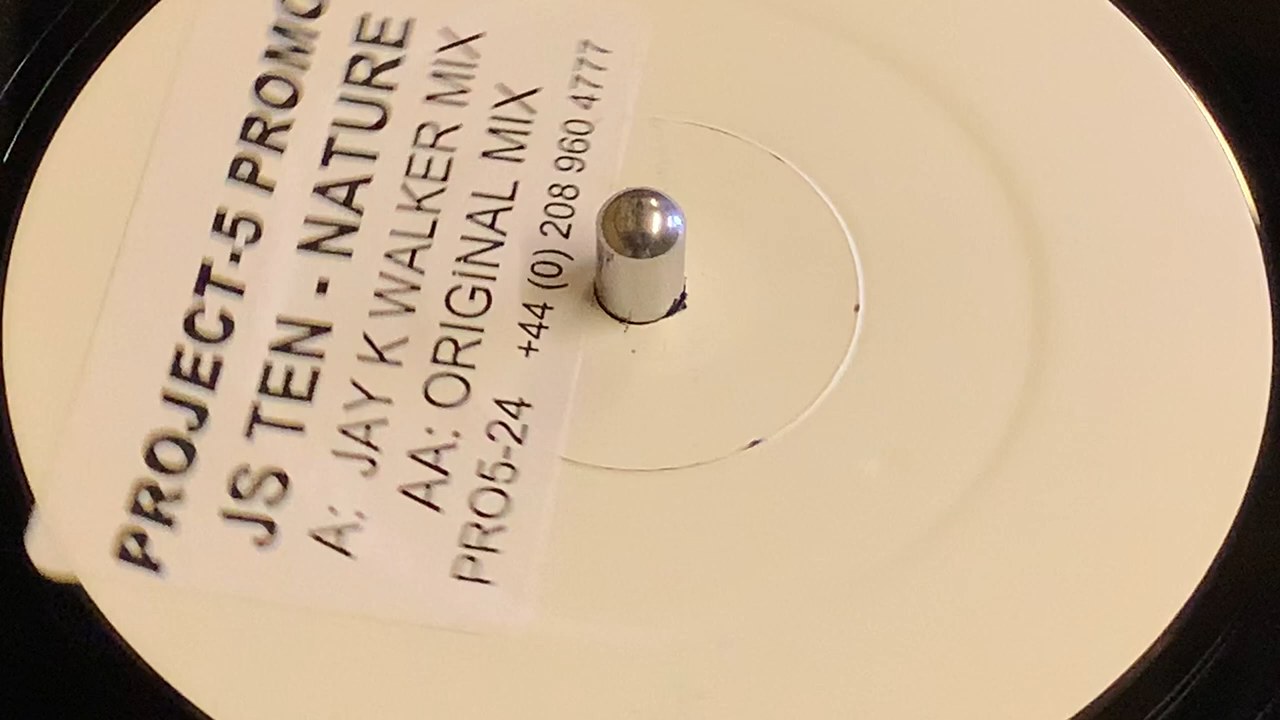 PROJECT-5 PROMO
JS TEN - NATURE
A: JAY K WALKER MIX
AA: ORIGINAL MIX
PRO5-24 +44 (0) 208 960 4777